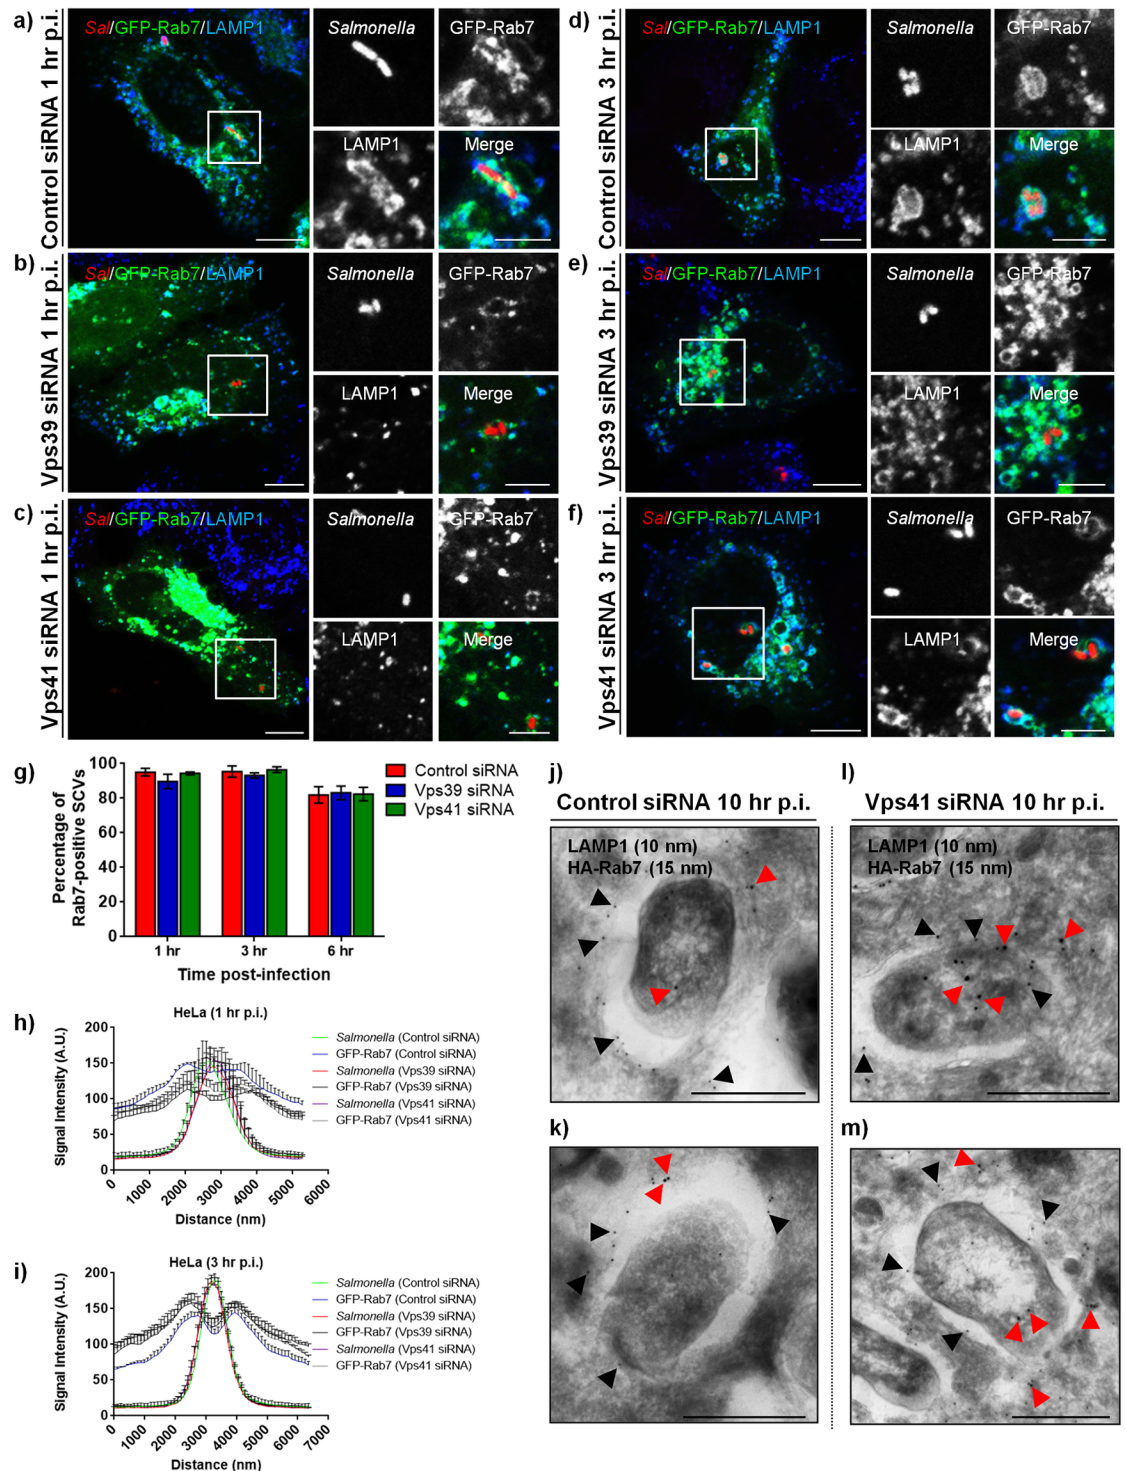 a)
Control siRNA 1 hr p.i.
Sal/GFP-Rab7/LAMP1
Salmonella
GFP-Rab7
LAMP1
Merge
d)
Control siRNA 3 hr p.i.
Sal/GFP-Rab7/LAMP1
Salmonella
GFP-Rab7
LAMP1
Merge
b)
Vps39 siRNA 1 hr p.i.
Sal/GFP-Rab7/LAMP1
Salmonella
GFP-Rab7
LAMP1
Merge
e)
Vps39 siRNA 3 hr p.i.
Sal/GFP-Rab7/LAMP1
Salmonella
GFP-Rab7
LAMP1
Merge
c)
Vps41 siRNA 1 hr p.i.
Sal/GFP-Rab7/LAMP1
Salmonella
GFP-Rab7
LAMP1
Merge
f)
Vps41 siRNA 3 hr p.i.
Sal/GFP-Rab7/LAMP1
Salmonella
GFP-Rab7
LAMP1
Merge
g)
Percentage of
Rab7-positive SCVs
100
80
60
40
20
0
1 hr
3 hr
6 hr
Time post-infection
Control siRNA
Vps39 siRNA
Vps41 siRNA
h)
HeLa (1 hr p.i.)
Signal Intensity (A.U.)
200
150
100
50
0
0
1000
2000
3000
4000
5000
6000
Distance (nm)
Salmonella (Control siRNA)
GFP-Rab7 (Control siRNA)
Salmonella (Vps39 siRNA)
GFP-Rab7 (Vps39 siRNA)
Salmonella (Vps41 siRNA)
GFP-Rab7 (Vps41 siRNA)
i)
HeLa (3 hr p.i.)
Signal Intensity (A.U.)
200
150
100
50
0
0
1000
2000
3000
4000
5000
6000
7000
Distance (nm)
Salmonella (Control siRNA)
GFP-Rab7 (Control siRNA)
Salmonella (Vps39 siRNA)
GFP-Rab7 (Vps39 siRNA)
Salmonella (Vps41 siRNA)
GFP-Rab7 (Vps41 siRNA)
j)
Control siRNA 10 hr p.i.
LAMP1 (10 nm)
HA-Rab7 (15 nm)
l)
Vps41 siRNA 10 hr p.i.
LAMP1 (10 nm)
HA-Rab7 (15 nm)
k)
m)